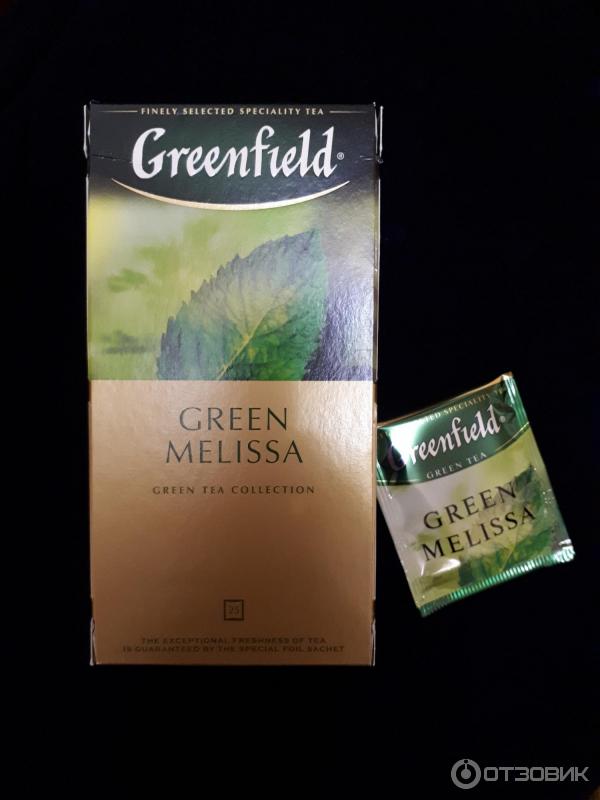 FINELY SELECTED SPECIALITY TEA
Greenfield®
GREEN
MELISSA
GREEN TEA COLLECTION
25
THE EXCEPTIONAL FRESHNESS OF TEA
IS GUARANTEED BY THE SPECIAL FOIL SACHET
SPECIALITY
Greenfield®
GREEN TEA
GREEN
MELISSA
ОТЗОВИК